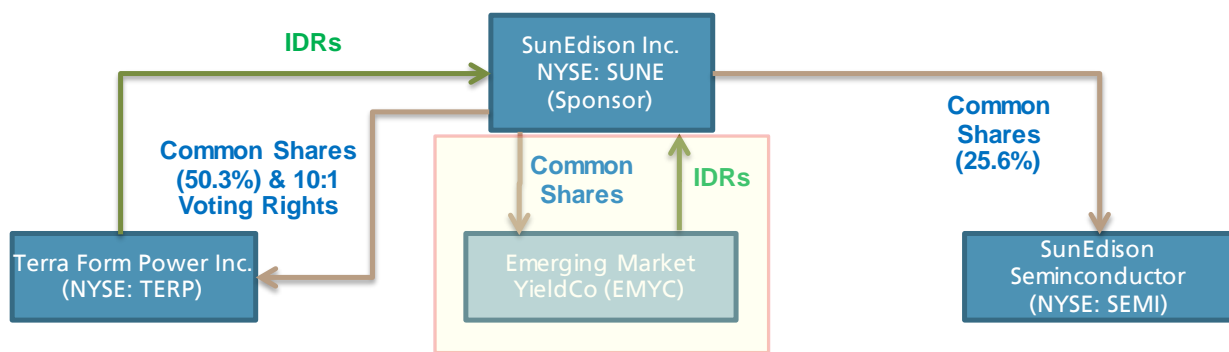 IDRs
SunEdison Inc.
NYSE: SUNE
(Sponsor)
Common
Shares
(25.6%)
Common Shares
(50.3%) & 10:1
Voting Rights
Common
Shares
IDRs
Terra Form Power Inc.
(NYSE: TERP)
Emerging Market
YieldCo (EMYC)
SunEdison
Seminconductor
(NYSE: SEMI)